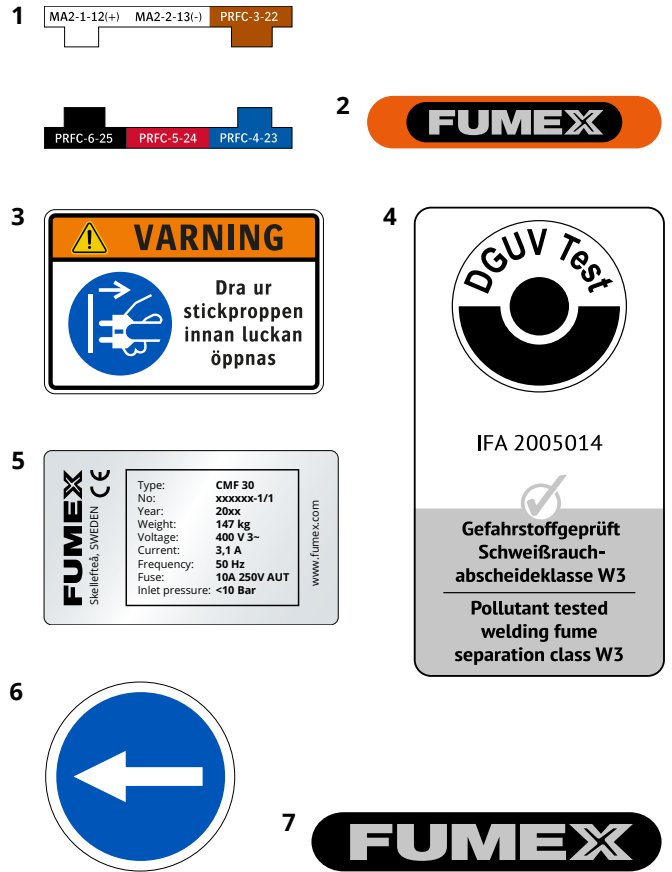 1
MA2-1-12(+) MA2-2-13(-) PRFC-3-22
PRFC-6-25 PRFC-5-24 PRFC-4-23
2
FUMEX
3
VARNING
Dra ur
stickproppen
innan luckan
öppnas
4
DGUV Test
IFA 2005014
Gefahrstoffgeprüft
Schweißrauch-
abscheideklasse W3
Pollutant tested
welding fume
separation class W3
5
FUMEX
Skellefteå, SWEDEN CE
Type: CMF 30
No: xxxxxx-1/1
Year: 20xx
Weight: 147 kg
Voltage: 400 V 3~
Current: 3,1 A
Frequency: 50 Hz
Fuse: 10A 250V AUT
Inlet pressure: <10 Bar
www.fumex.com
6
7
FUMEX